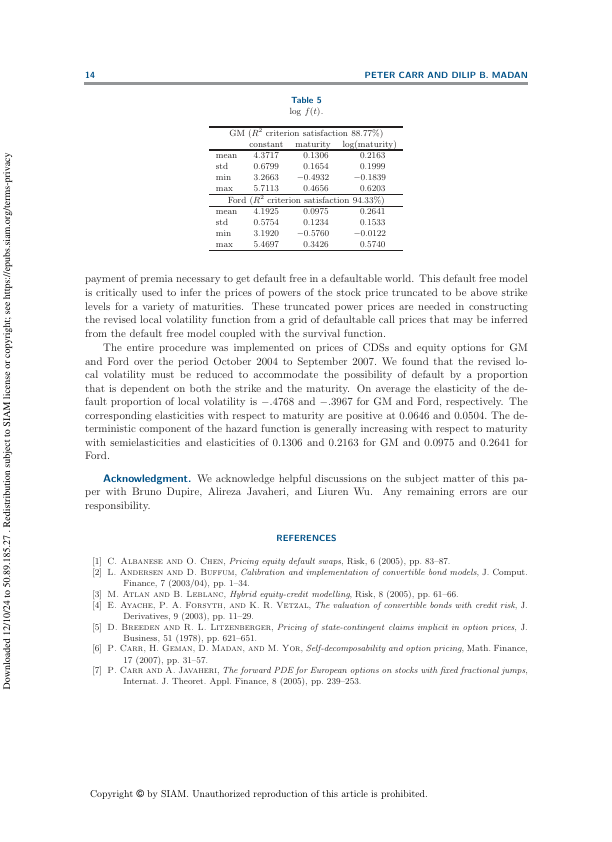 14 PETER CARR AND DILIP B. MADAN
Table 5
log f(t).
GM (R² criterion satisfaction 88.77%)
constant maturity log(maturity)
mean 4.3717 0.1306 0.2163
std 0.6799 0.1654 0.1999
min 3.2663 −0.4932 −0.1839
max 5.7113 0.4656 0.6203
Ford (R² criterion satisfaction 94.33%)
mean 4.1925 0.0975 0.2641
std 0.5754 0.1234 0.1533
min 3.1920 −0.5760 −0.0122
max 5.4697 0.3426 0.5740
payment of premia necessary to get default free in a defaultable world. This default free model
is critically used to infer the prices of powers of the stock price truncated to be above strike
levels for a variety of maturities. These truncated power prices are needed in constructing
the revised local volatility function from a grid of defaultable call prices that may be inferred
from the default free model coupled with the survival function.
The entire procedure was implemented on prices of CDSs and equity options for GM
and Ford over the period October 2004 to September 2007. We found that the revised lo-
cal volatility must be reduced to accommodate the possibility of default by a proportion
that is dependent on both the strike and the maturity. On average the elasticity of the de-
fault proportion of local volatility is −.4768 and −.3967 for GM and Ford, respectively. The
corresponding elasticities with respect to maturity are positive at 0.0646 and 0.0504. The de-
terministic component of the hazard function is generally increasing with respect to maturity
with semielasticities and elasticities of 0.1306 and 0.2163 for GM and 0.0975 and 0.2641 for
Ford.
Acknowledgment. We acknowledge helpful discussions on the subject matter of this pa-
per with Bruno Dupire, Alireza Javaheri, and Liuren Wu. Any remaining errors are our
responsibility.
REFERENCES
[1] C. Albanese and O. Chen, Pricing equity default swaps, Risk, 6 (2005), pp. 83–87.
[2] L. Andersen and D. Buffum, Calibration and implementation of convertible bond models, J. Comput.
Finance, 7 (2003/04), pp. 1–34.
[3] M. Atlan and B. Leblanc, Hybrid equity-credit modelling, Risk, 8 (2005), pp. 61–66.
[4] E. Ayache, P. A. Forsyth, and K. R. Vetzal, The valuation of convertible bonds with credit risk, J.
Derivatives, 9 (2003), pp. 11–29.
[5] D. Breeden and R. L. Litzenberger, Pricing of state-contingent claims implicit in option prices, J.
Business, 51 (1978), pp. 621–651.
[6] P. Carr, H. Geman, D. Madan, and M. Yor, Self-decomposability and option pricing, Math. Finance,
17 (2007), pp. 31–57.
[7] P. Carr and A. Javaheri, The forward PDE for European options on stocks with fixed fractional jumps,
Internat. J. Theoret. Appl. Finance, 8 (2005), pp. 239–253.
Copyright © by SIAM. Unauthorized reproduction of this article is prohibited.
Downloaded 12/10/24 to 50.89.185.27 . Redistribution subject to SIAM license or copyright; see https://epubs.siam.org/terms-privacy